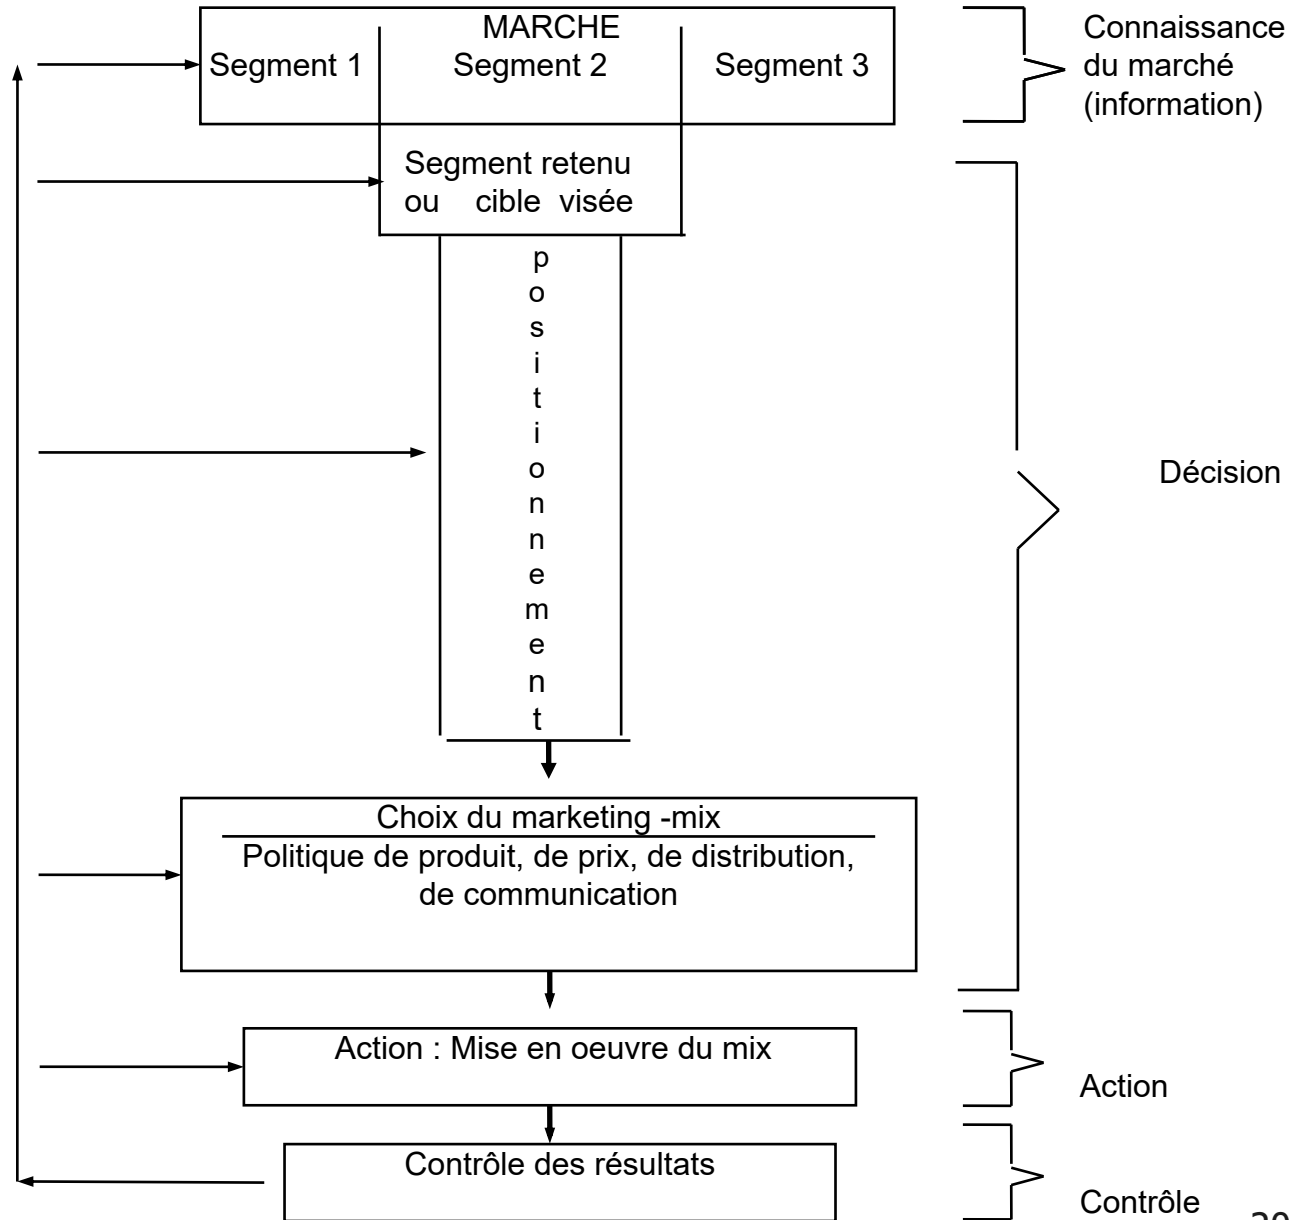 MARCHE
Segment 1 Segment 2 Segment 3
Connaissance
du marché
(information)
Segment retenu
ou cible visée
p
o
s
i
t
i
o
n
n
e
m
e
n
t
Décision
Choix du marketing -mix
Politique de produit, de prix, de distribution,
de communication
Action : Mise en oeuvre du mix
Action
Contrôle des résultats
Contrôle